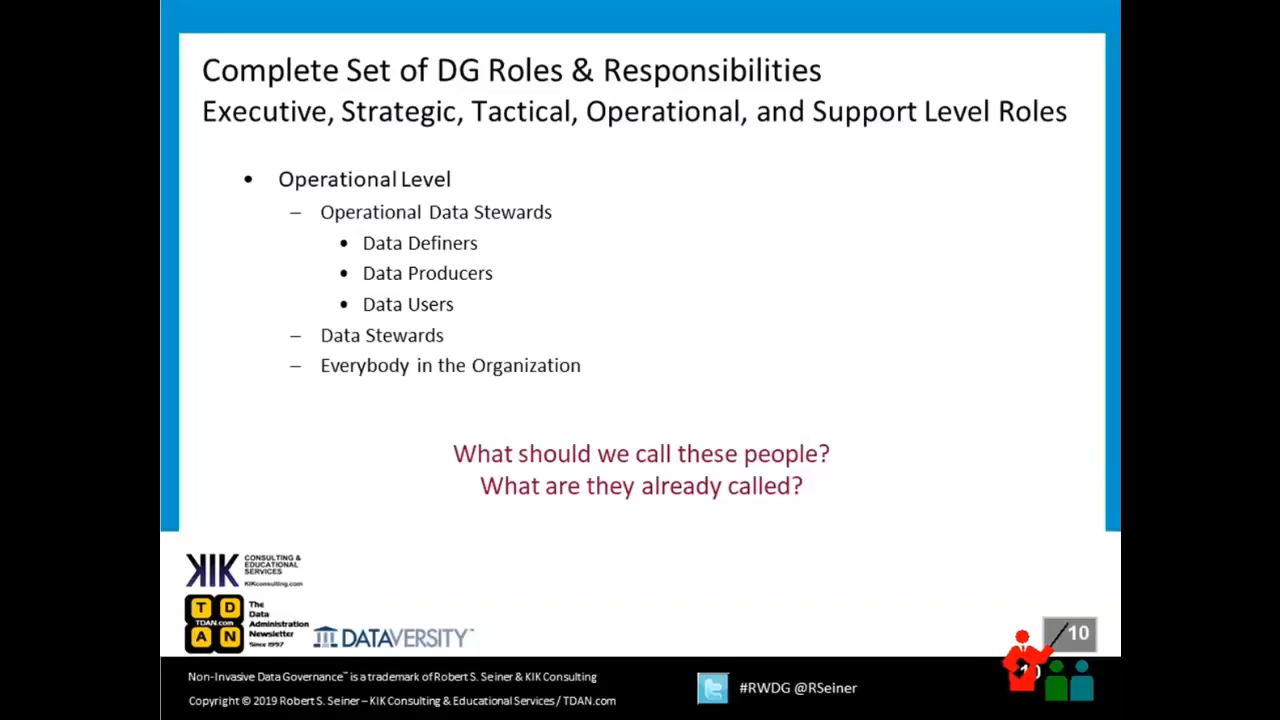 Complete Set of DG Roles & Responsibilities
Executive, Strategic, Tactical, Operational, and Support Level Roles
• Operational Level
– Operational Data Stewards
• Data Definers
• Data Producers
• Data Users
– Data Stewards
– Everybody in the Organization
What should we call these people?
What are they already called?
KIK CONSULTING &
EDUCATIONAL
SERVICES
KIKconsulting.com
T D
TDAN.com
A N
The
Data
Administration
Newsletter
Since 1997
DATAVERSITY™
10
Non-Invasive Data Governance™ is a trademark of Robert S. Seiner & KIK Consulting
Copyright © 2019 Robert S. Seiner – KIK Consulting & Educational Services / TDAN.com
#RWDG @RSeiner